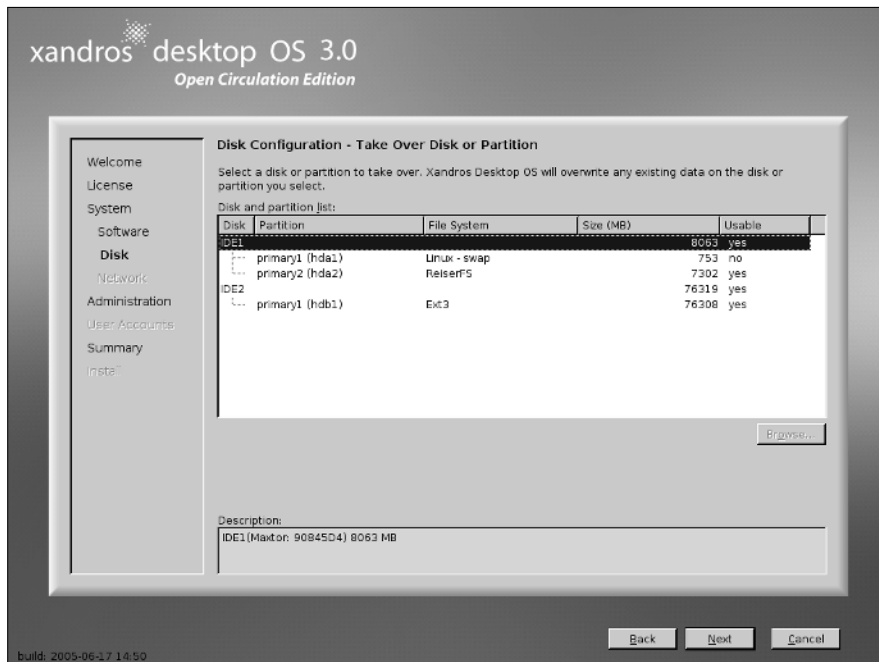 xandros desktop OS 3.0
Open Circulation Edition
Welcome
License
System
Software
Disk
Network
Administration
User Accounts
Summary
Install
Disk Configuration - Take Over Disk or Partition
Select a disk or partition to take over. Xandros Desktop OS will overwrite any existing data on the disk or
partition you select.
Disk and partition list:
Disk Partition File System Size (MB) Usable
IDE1 8063 yes
primary1 (hda1) Linux - swap 753 no
primary2 (hda2) ReiserFS 7302 yes
IDE2 76319 yes
primary1 (hdb1) Ext3 76308 yes
Browse...
Description:
IDE1(Maxtor: 90845D4) 8063 MB
Back Next Cancel
build: 2005-06-17 14:50